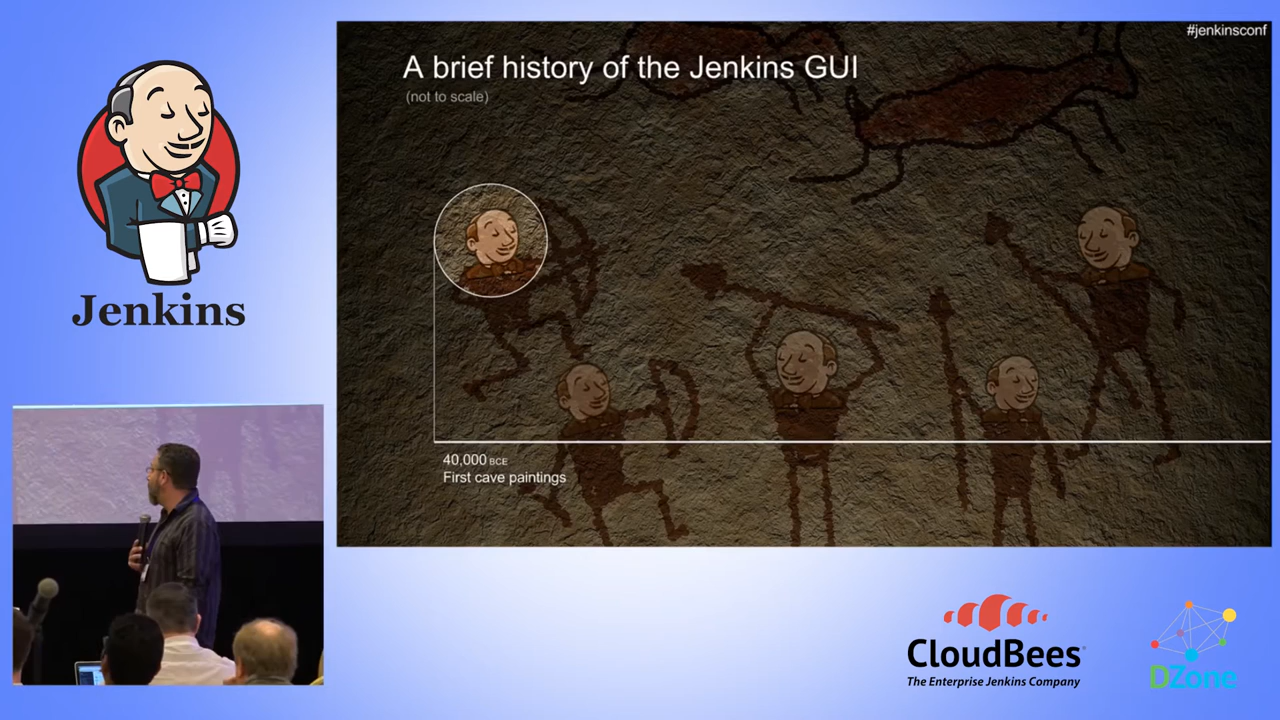 #jenkinsconf
A brief history of the Jenkins GUI
(not to scale)
Jenkins
40,000 BCE
First cave paintings
CloudBees®
The Enterprise Jenkins Company
DZone